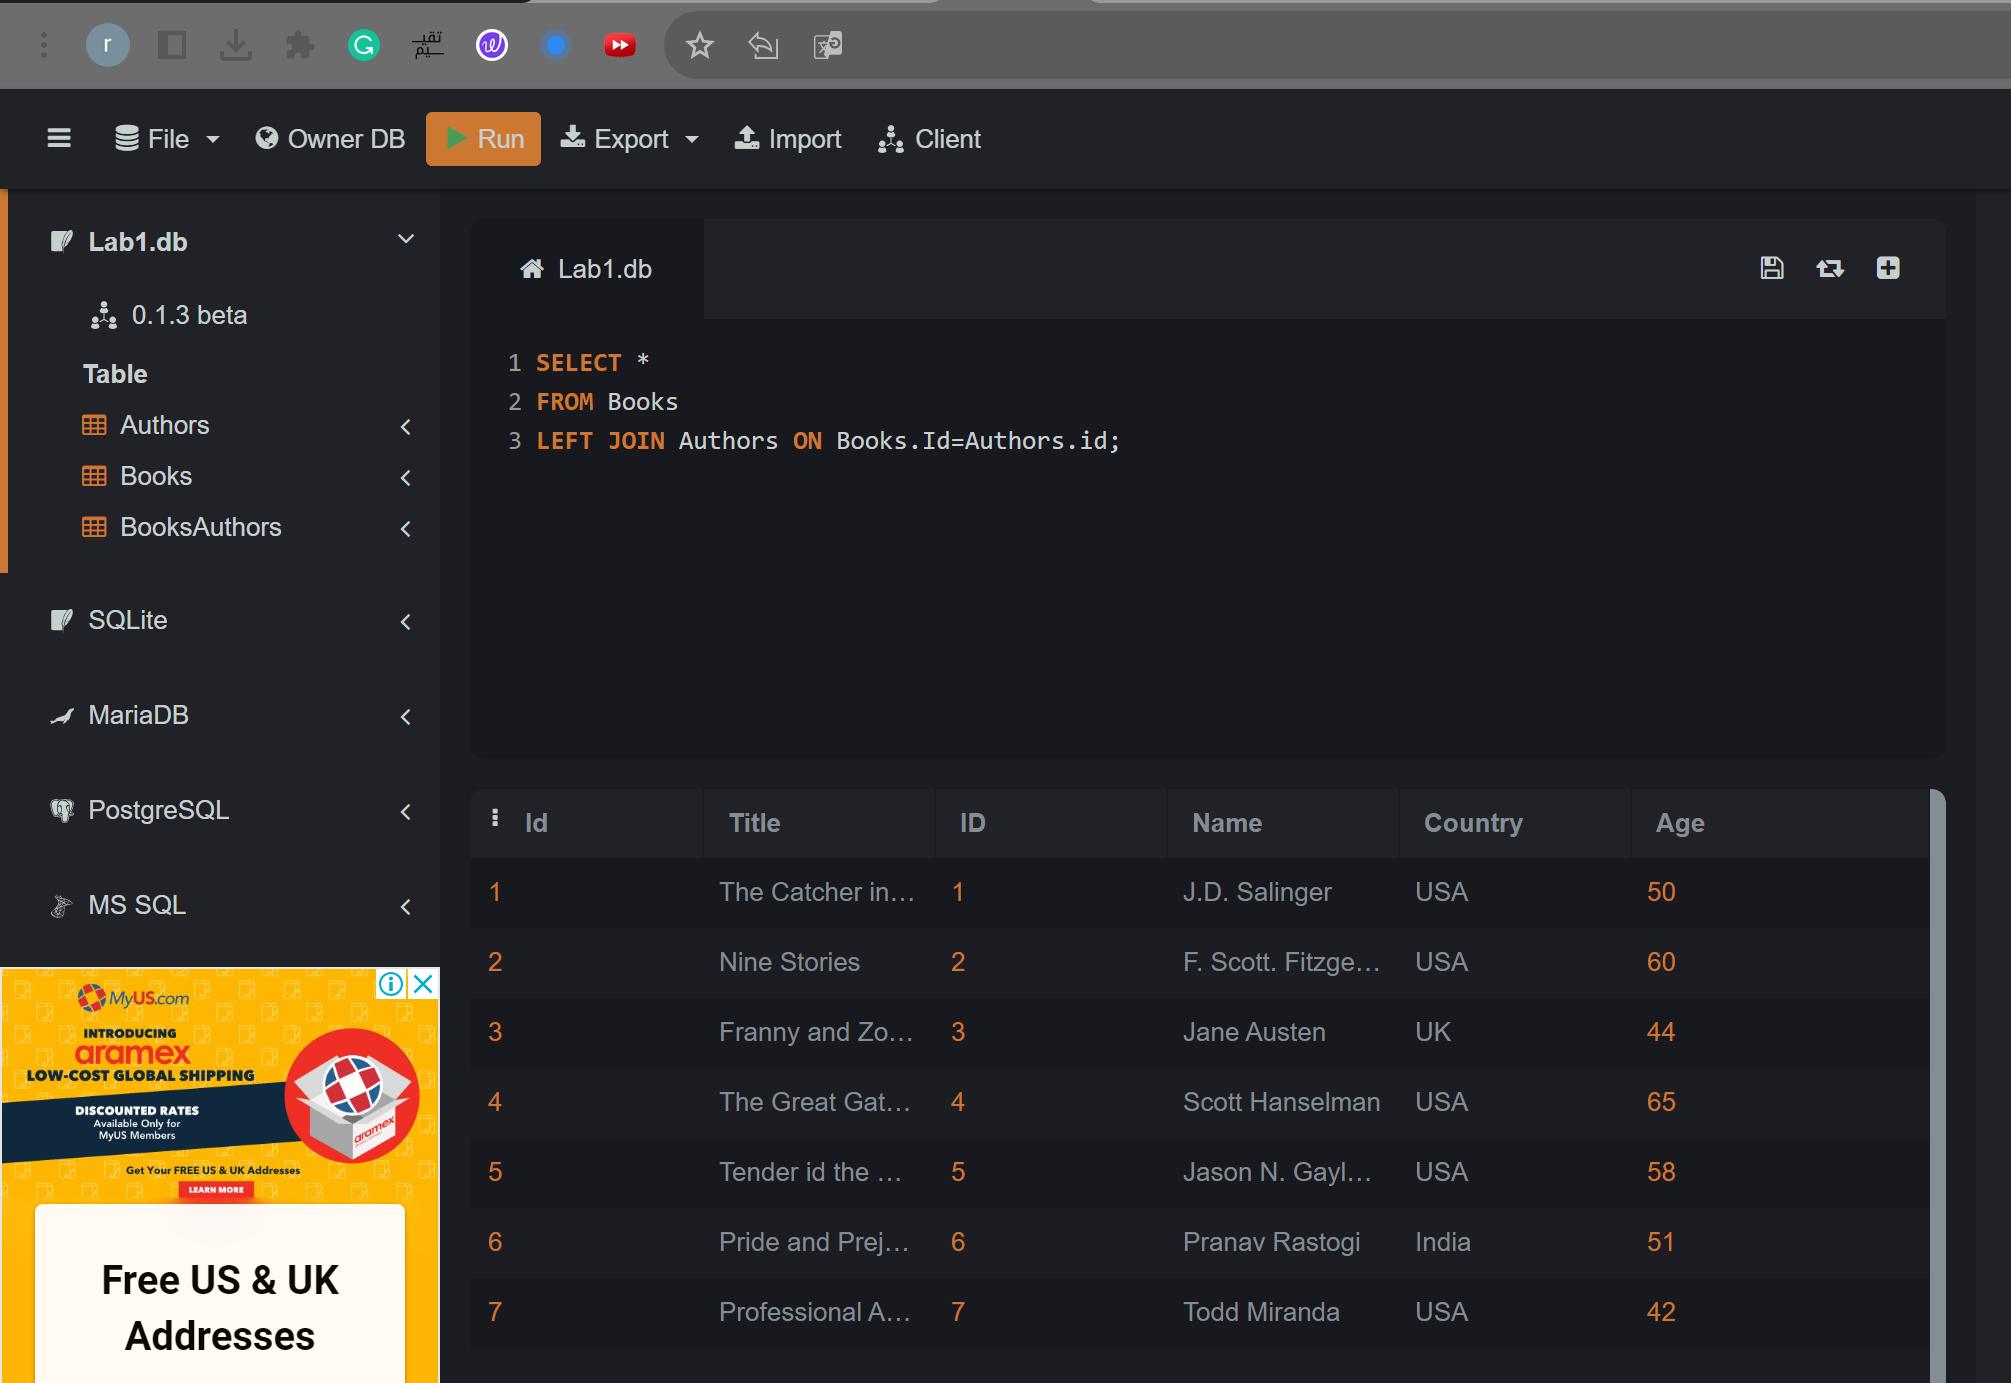 r
تقيـ
ـسيم
File
Owner DB
Run
Export
Import
Client
Lab1.db
0.1.3 beta
Table
Authors
Books
BooksAuthors
SQLite
MariaDB
PostgreSQL
MS SQL
Lab1.db
1 SELECT *
2 FROM Books
3 LEFT JOIN Authors ON Books.Id=Authors.id;
Id Title ID Name Country Age
1 The Catcher in... 1 J.D. Salinger USA 50
2 Nine Stories 2 F. Scott. Fitzge... USA 60
3 Franny and Zo... 3 Jane Austen UK 44
4 The Great Gat... 4 Scott Hanselman USA 65
5 Tender id the ... 5 Jason N. Gayl... USA 58
6 Pride and Prej... 6 Pranav Rastogi India 51
7 Professional A... 7 Todd Miranda USA 42
MyUS.com
INTRODUCING
aramex
LOW-COST GLOBAL SHIPPING
DISCOUNTED RATES
Available Only for
MyUS Members
aramex
Get Your FREE US & UK Addresses
LEARN MORE
Free US & UK
Addresses